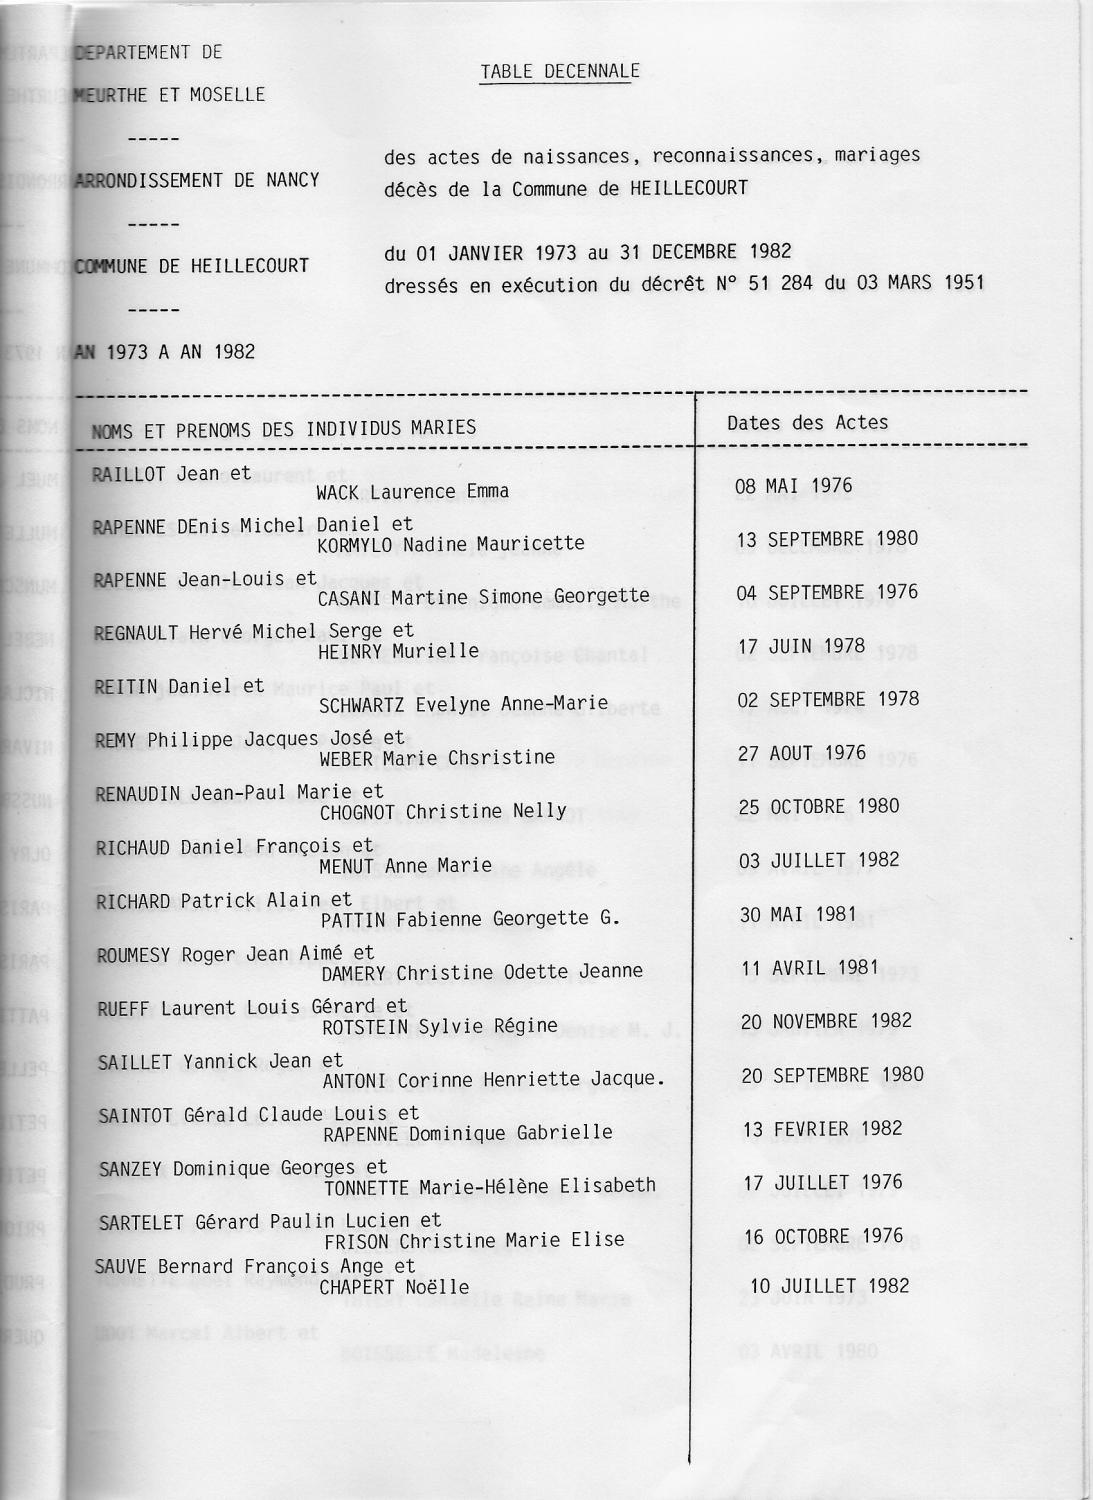 DEPARTEMENT DE
MEURTHE ET MOSELLE
-----
ARRONDISSEMENT DE NANCY
-----
COMMUNE DE HEILLECOURT
-----
AN 1973 A AN 1982
TABLE DECENNALE
des actes de naissances, reconnaissances, mariages
décès de la Commune de HEILLECOURT
du 01 JANVIER 1973 au 31 DECEMBRE 1982
dressés en exécution du décrêt N° 51 284 du 03 MARS 1951
NOMS ET PRENOMS DES INDIVIDUS MARIES Dates des Actes
RAILLOT Jean et
WACK Laurence Emma 08 MAI 1976
RAPENNE DEnis Michel Daniel et
KORMYLO Nadine Mauricette 13 SEPTEMBRE 1980
RAPENNE Jean-Louis et
CASANI Martine Simone Georgette 04 SEPTEMBRE 1976
REGNAULT Hervé Michel Serge et
HEINRY Murielle 17 JUIN 1978
REITIN Daniel et
SCHWARTZ Evelyne Anne-Marie 02 SEPTEMBRE 1978
REMY Philippe Jacques José et
WEBER Marie Chsristine 27 AOUT 1976
RENAUDIN Jean-Paul Marie et
CHOGNOT Christine Nelly 25 OCTOBRE 1980
RICHAUD Daniel François et
MENUT Anne Marie 03 JUILLET 1982
RICHARD Patrick Alain et
PATTIN Fabienne Georgette G. 30 MAI 1981
ROUMESY Roger Jean Aimé et
DAMERY Christine Odette Jeanne 11 AVRIL 1981
RUEFF Laurent Louis Gérard et
ROTSTEIN Sylvie Régine 20 NOVEMBRE 1982
SAILLET Yannick Jean et
ANTONI Corinne Henriette Jacque. 20 SEPTEMBRE 1980
SAINTOT Gérald Claude Louis et
RAPENNE Dominique Gabrielle 13 FEVRIER 1982
SANZEY Dominique Georges et
TONNETTE Marie-Hélène Elisabeth 17 JUILLET 1976
SARTELET Gérard Paulin Lucien et
FRISON Christine Marie Elise 16 OCTOBRE 1976
SAUVE Bernard François Ange et
CHAPERT Noëlle 10 JUILLET 1982